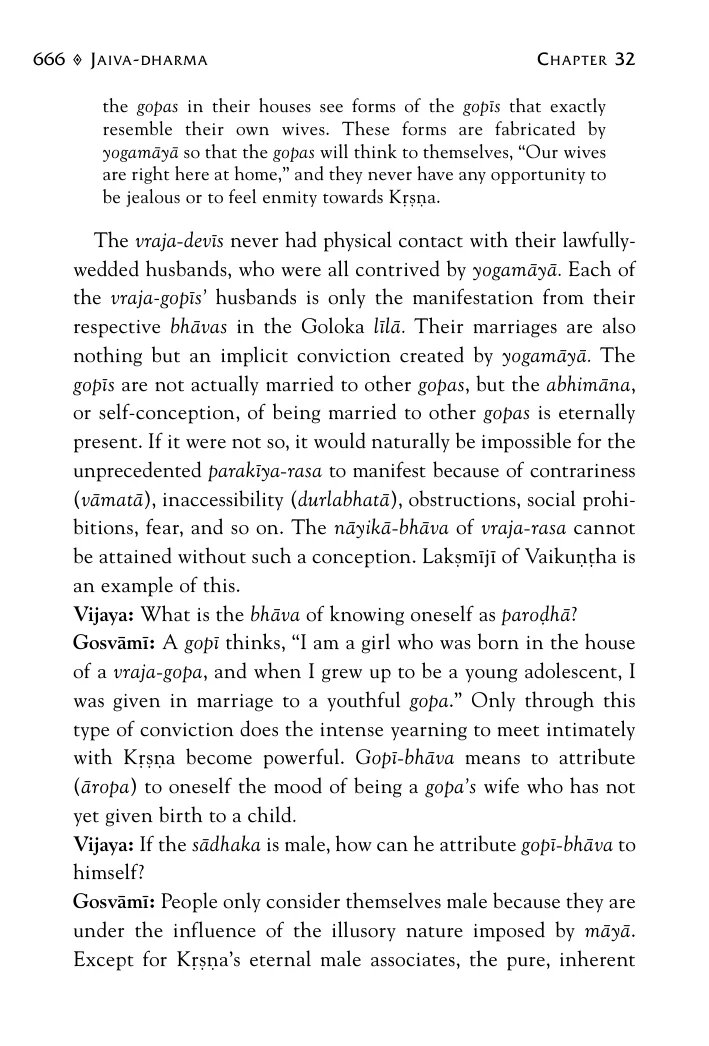 666 ◈ JAIVA-DHARMA CHAPTER 32
the gopas in their houses see forms of the gopīs that exactly
resemble their own wives. These forms are fabricated by
yogamāyā so that the gopas will think to themselves, “Our wives
are right here at home,” and they never have any opportunity to
be jealous or to feel enmity towards Kṛṣṇa.
The vraja-devīs never had physical contact with their lawfully-
wedded husbands, who were all contrived by yogamāyā. Each of
the vraja-gopīs’ husbands is only the manifestation from their
respective bhāvas in the Goloka līlā. Their marriages are also
nothing but an implicit conviction created by yogamāyā. The
gopīs are not actually married to other gopas, but the abhimāna,
or self-conception, of being married to other gopas is eternally
present. If it were not so, it would naturally be impossible for the
unprecedented parakīya-rasa to manifest because of contrariness
(vāmatā), inaccessibility (durlabhatā), obstructions, social prohi-
bitions, fear, and so on. The nāyikā-bhāva of vraja-rasa cannot
be attained without such a conception. Lakṣmījī of Vaikuṇṭha is
an example of this.
Vijaya: What is the bhāva of knowing oneself as paroḍhā?
Gosvāmī: A gopī thinks, “I am a girl who was born in the house
of a vraja-gopa, and when I grew up to be a young adolescent, I
was given in marriage to a youthful gopa.” Only through this
type of conviction does the intense yearning to meet intimately
with Kṛṣṇa become powerful. Gopī-bhāva means to attribute
(āropa) to oneself the mood of being a gopa’s wife who has not
yet given birth to a child.
Vijaya: If the sādhaka is male, how can he attribute gopī-bhāva to
himself?
Gosvāmī: People only consider themselves male because they are
under the influence of the illusory nature imposed by māyā.
Except for Kṛṣṇa’s eternal male associates, the pure, inherent